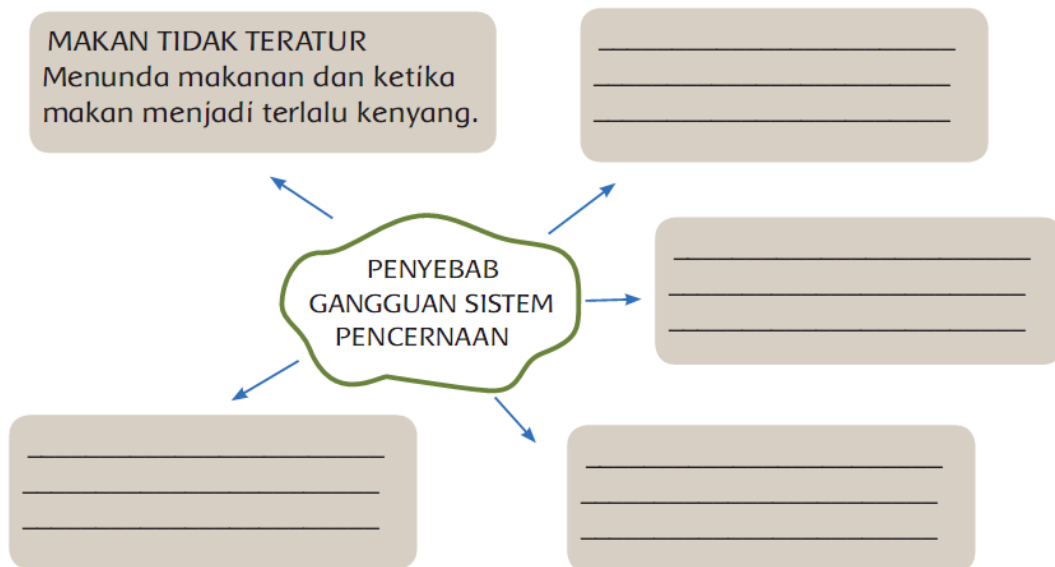 MAKAN TIDAK TERATUR
Menunda makanan dan ketika
makan menjadi terlalu kenyang.
PENYEBAB
GANGGUAN SISTEM
PENCERNAAN